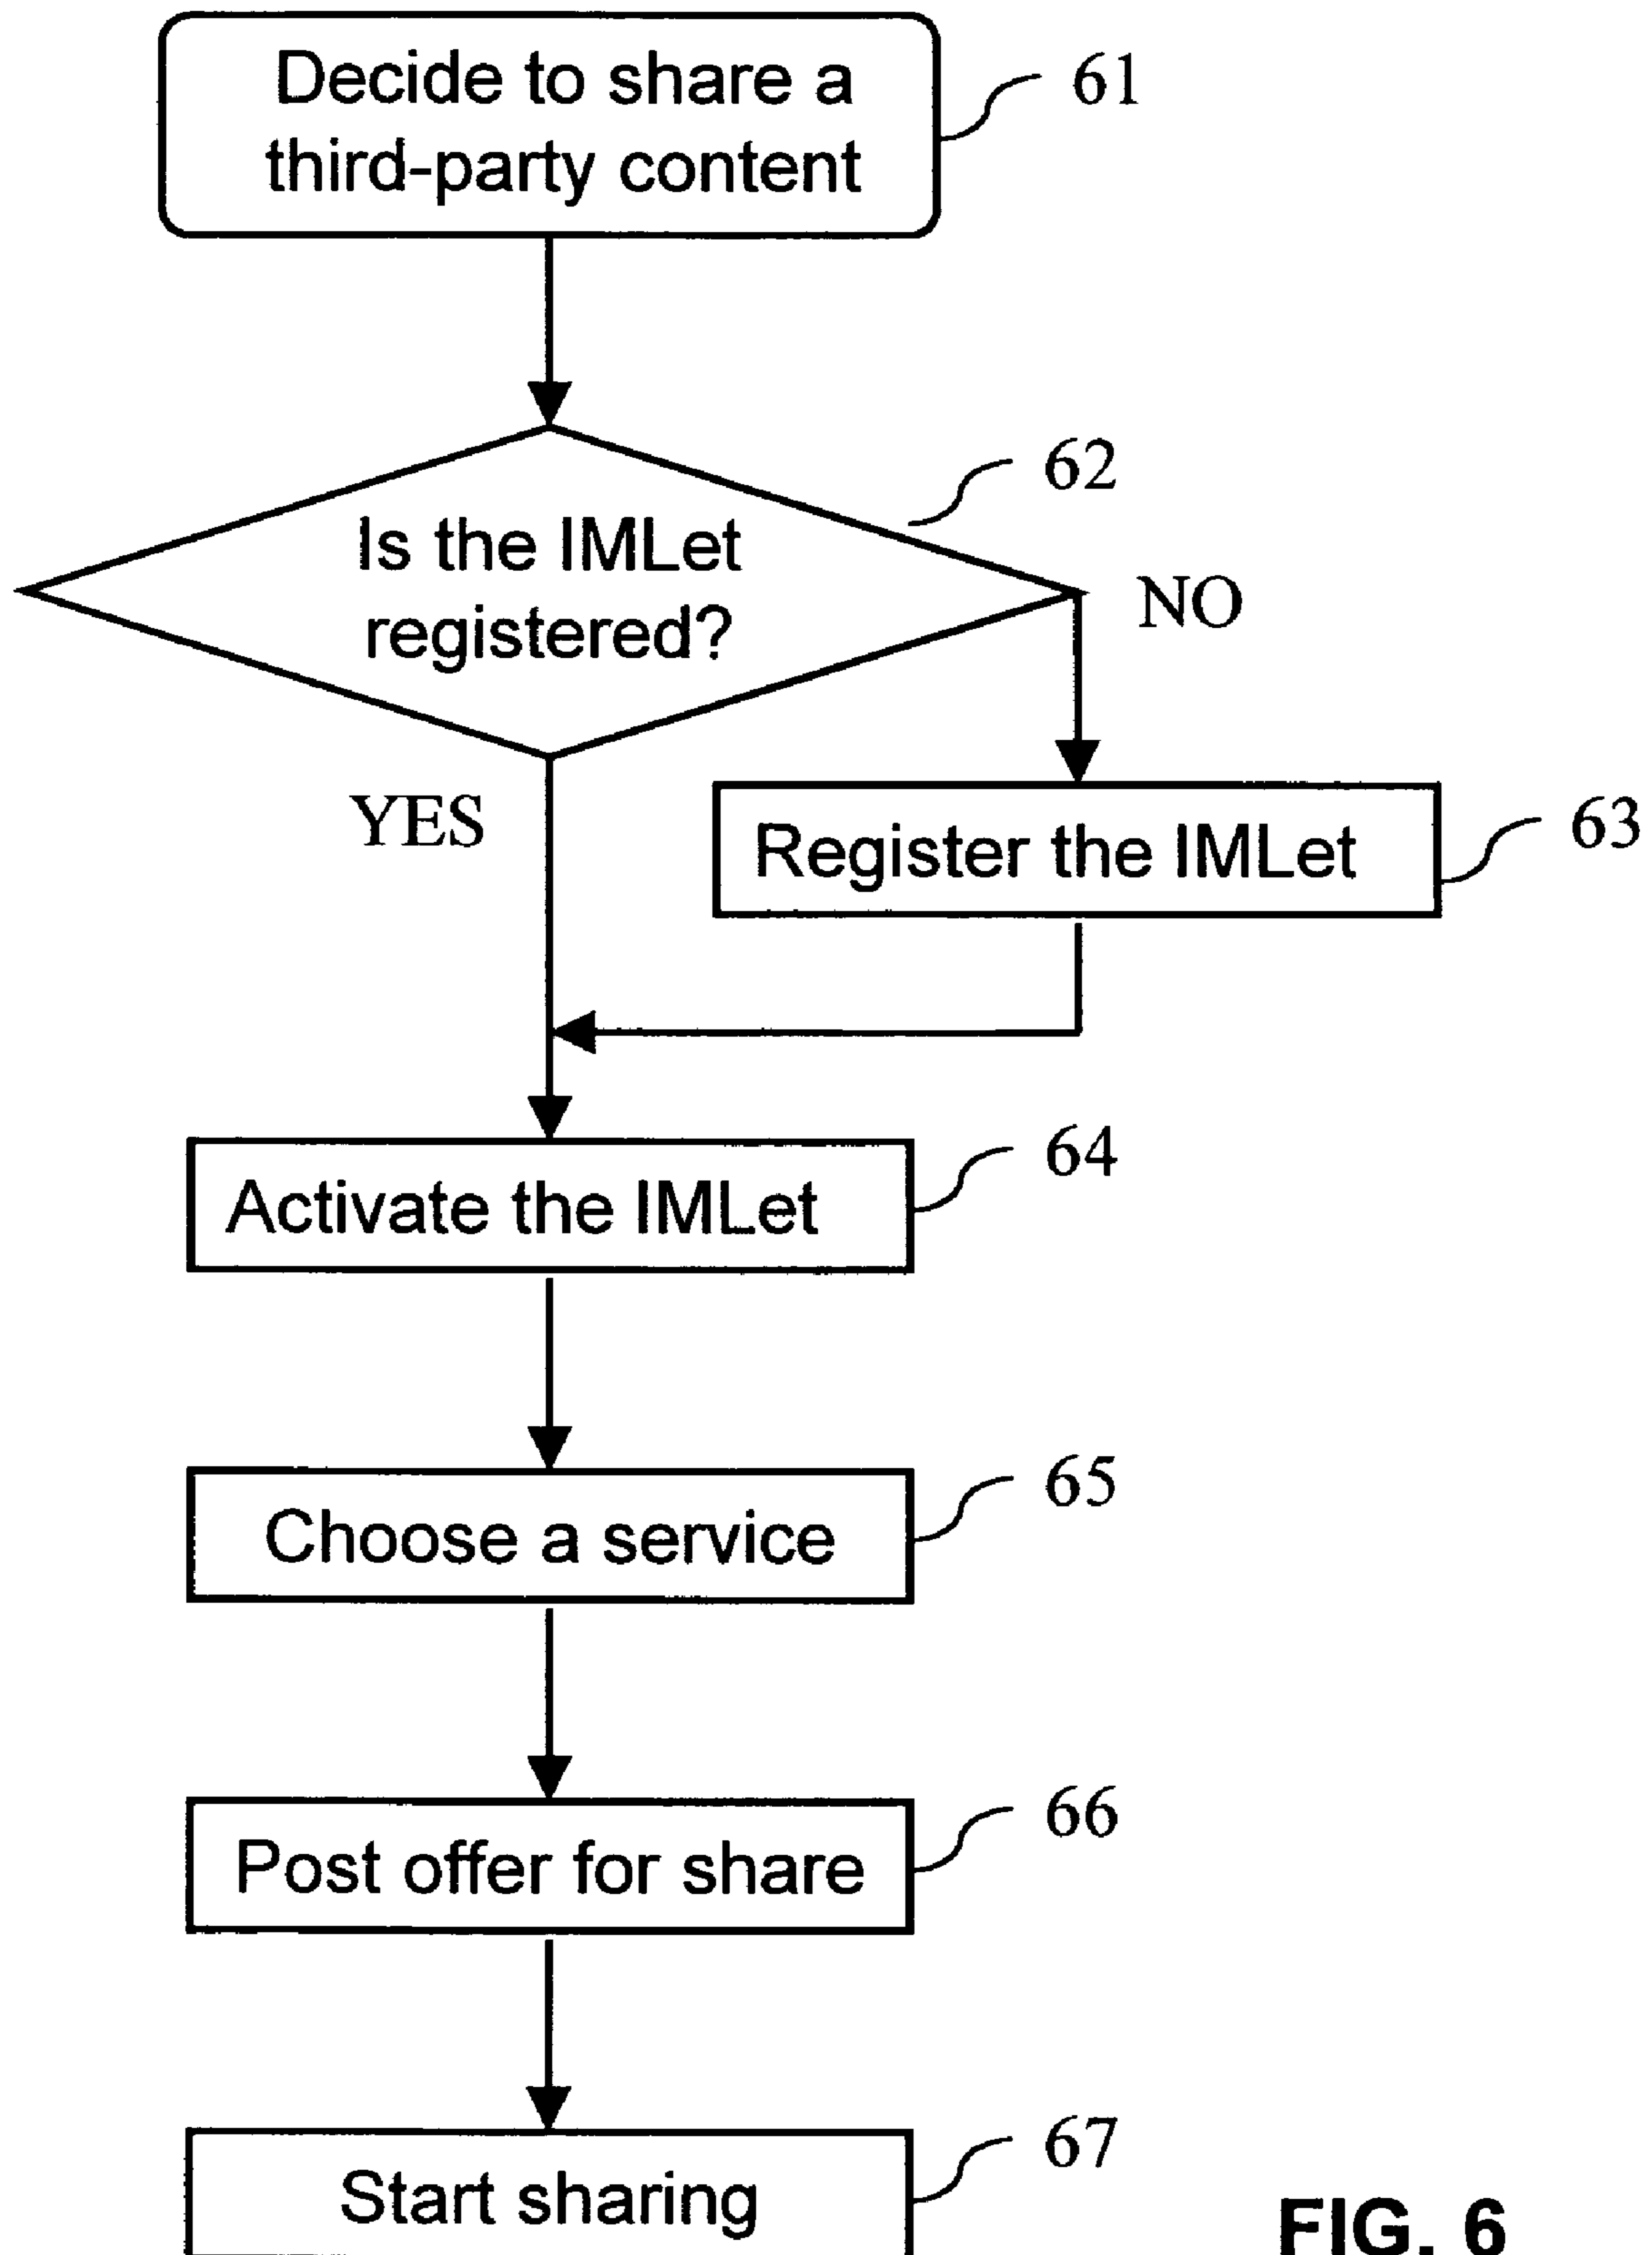 Decide to share a
third-party content
61
62
Is the IMLet
registered?
NO
YES
63
Register the IMLet
64
Activate the IMLet
65
Choose a service
66
Post offer for share
67
Start sharing
FIG. 6